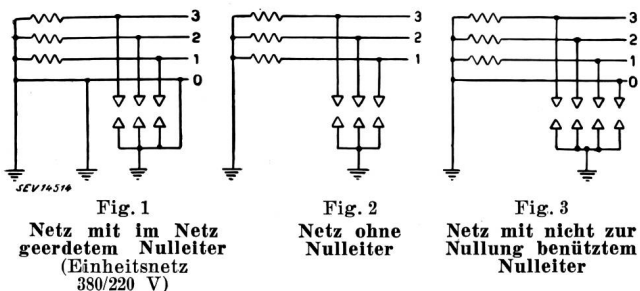 3
2
1
0
3
2
1
3
2
1
0
SEV14514
Fig. 1
Netz mit im Netz
geerdetem Nulleiter
(Einheitsnetz
380/220 V)
Fig. 2
Netz ohne
Nulleiter
Fig. 3
Netz mit nicht zur
Nullung benütztem
Nulleiter